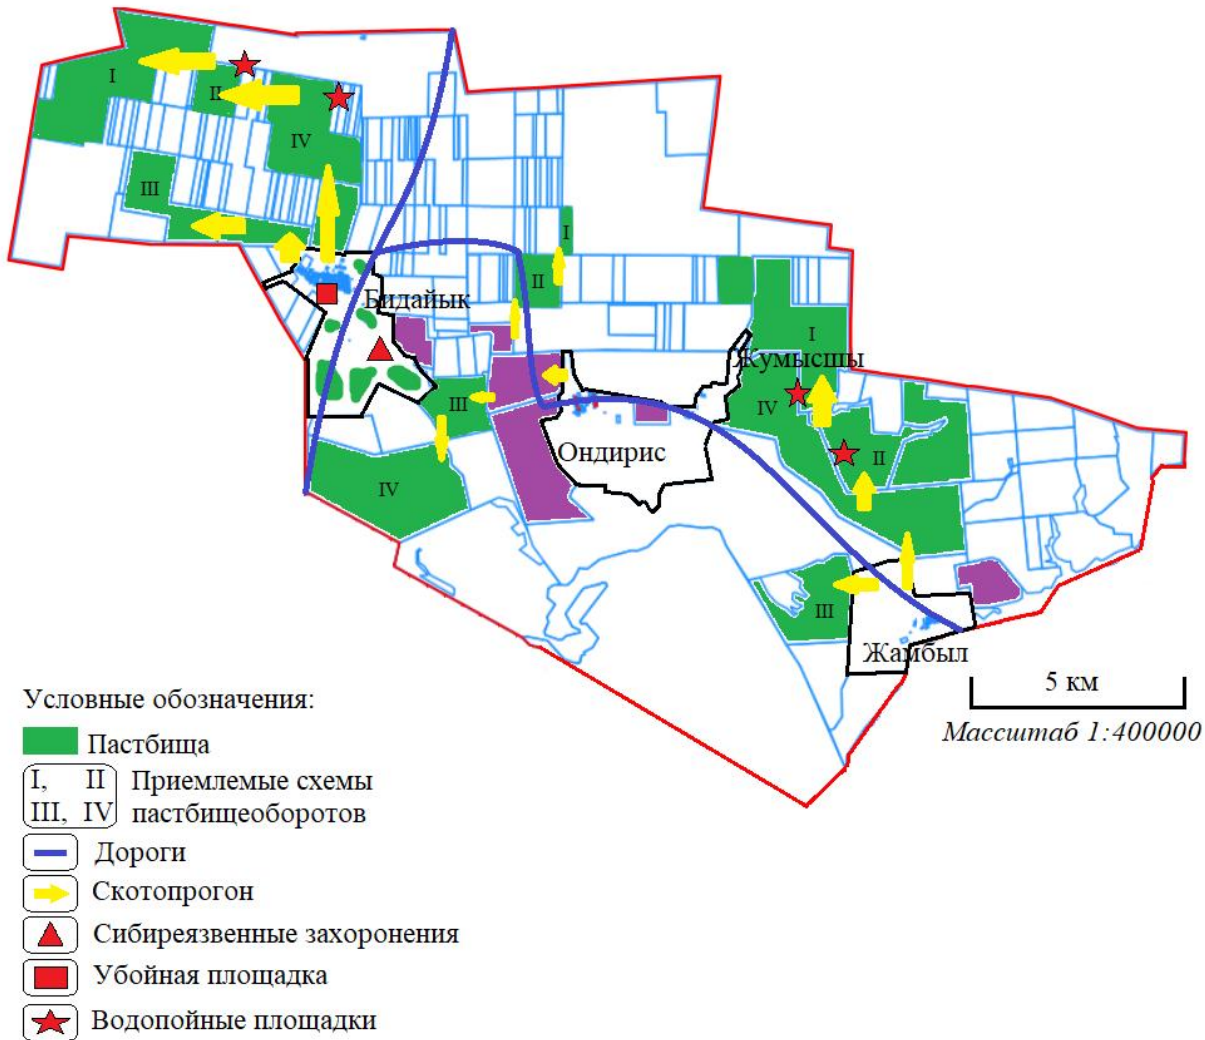 I
II
IV
III
I
II
Бидайык
I
Жумысшы
III
IV
Ондирис
II
IV
III
Жамбыл
5 км
Масштаб 1:400000
Условные обозначения:
Пастбища
I, II Приемлемые схемы
III, IV пастбищеоборотов
Дороги
Скотопрогон
Сибиреязвенные захоронения
Убойная площадка
Водопойные площадки